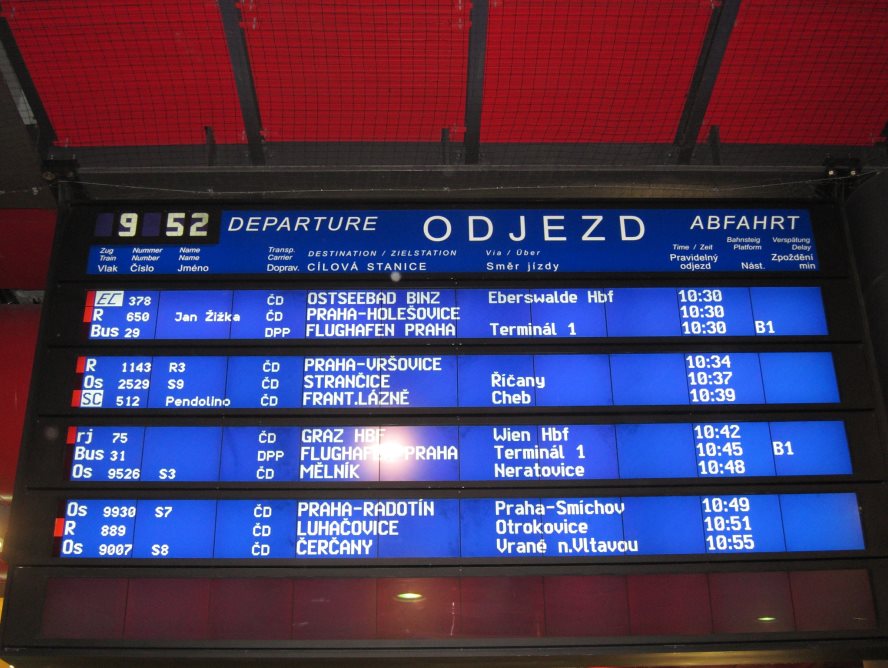 9 52 DEPARTURE ODJEZD ABFAHRT
Zug Nummer Name Transp. DESTINATION / ZIELSTATION Via / Über Time / Zeit Bahnsteig Verspätung
Train Number Name Carrier Platform Delay
Vlak Číslo Jméno Doprav. CÍLOVÁ STANICE Směr jízdy Pravidelný odjezd Nást. Zpoždění min
EC 378 ČD OSTSEEBAD BINZ Eberswalde Hbf 10:30
R 650 Jan Žižka ČD PRAHA-HOLEŠOVICE 10:30
Bus 29 DPP FLUGHAFEN PRAHA Terminál 1 10:30 B1
R 1143 R3 ČD PRAHA-VRŠOVICE 10:34
Os 2529 S9 ČD STRANČICE Říčany 10:37
SC 512 Pendolino ČD FRANT.LÁZNĚ Cheb 10:39
rj 75 ČD GRAZ HBF Wien Hbf 10:42
Bus 31 DPP FLUGHAFEN PRAHA Terminál 1 10:45 B1
Os 9526 S3 ČD MĚLNÍK Neratovice 10:48
Os 9930 S7 ČD PRAHA-RADOTÍN Praha-Smíchov 10:49
R 889 ČD LUHAČOVICE Otrokovice 10:51
Os 9007 S8 ČD ČERČANY Vrané n.Vltavou 10:55